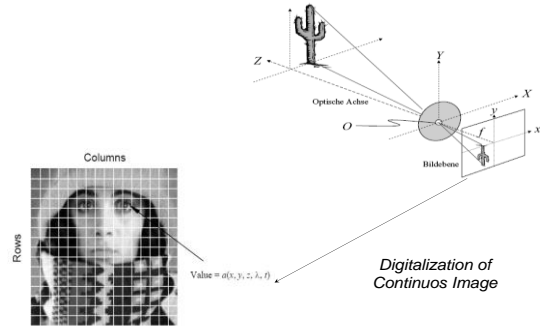 Y
Z
X
Optische Achse
y
O
f
x
Bildebene
Columns
Rows
Value = a(x, y, z, λ, t)
Digitalization of
Continuos Image